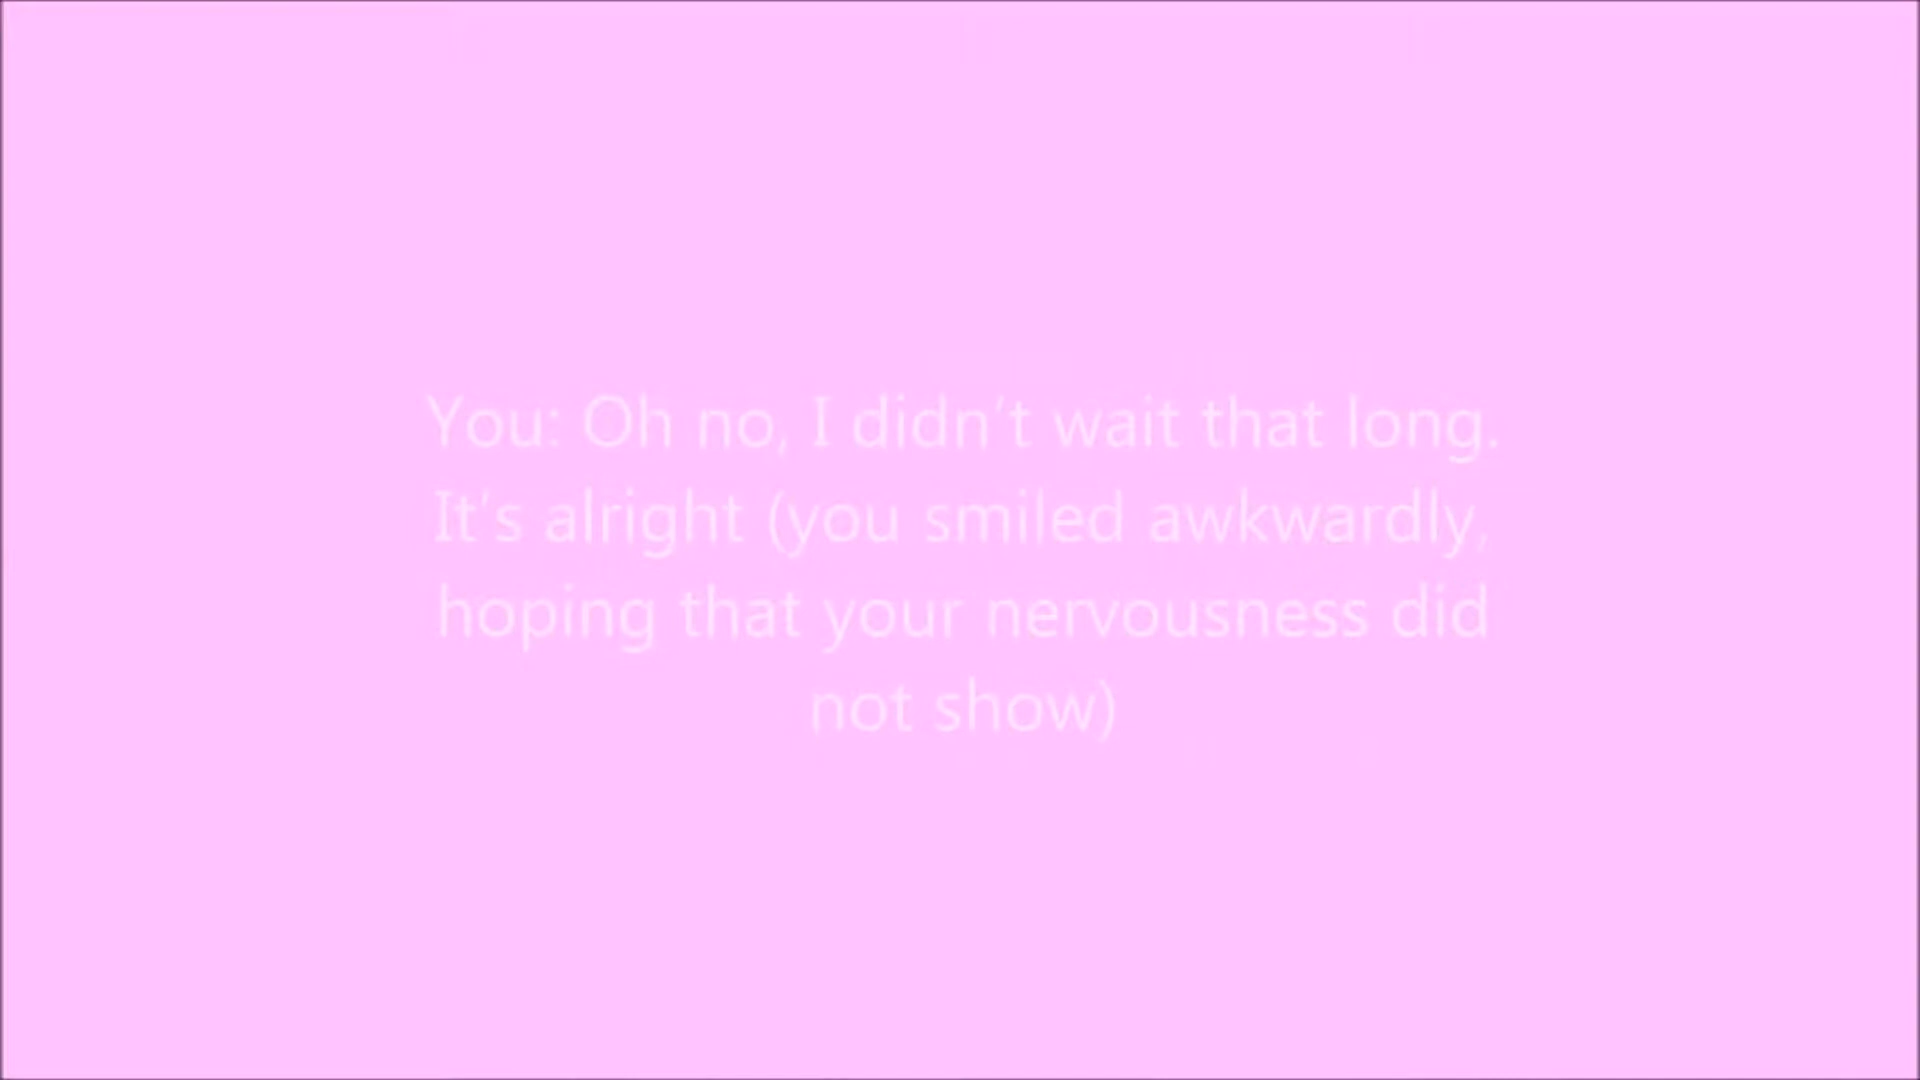 You: Oh no, I didn't wait that long.
It's alright (you smiled awkwardly,
hoping that your nervousness did
not show)